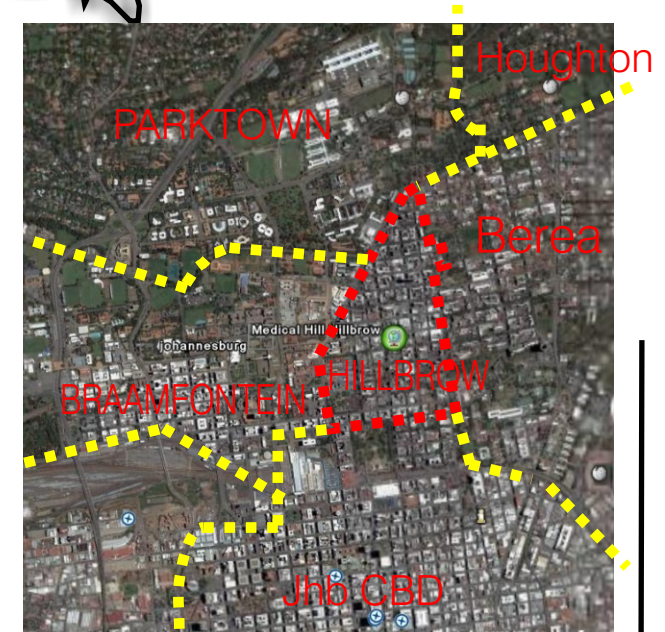 Houghton
PARKTOWN
Berea
Medical Hill Hillbrow
johannesburg
HILLBROW
BRAAMFONTEIN
Jhb CBD